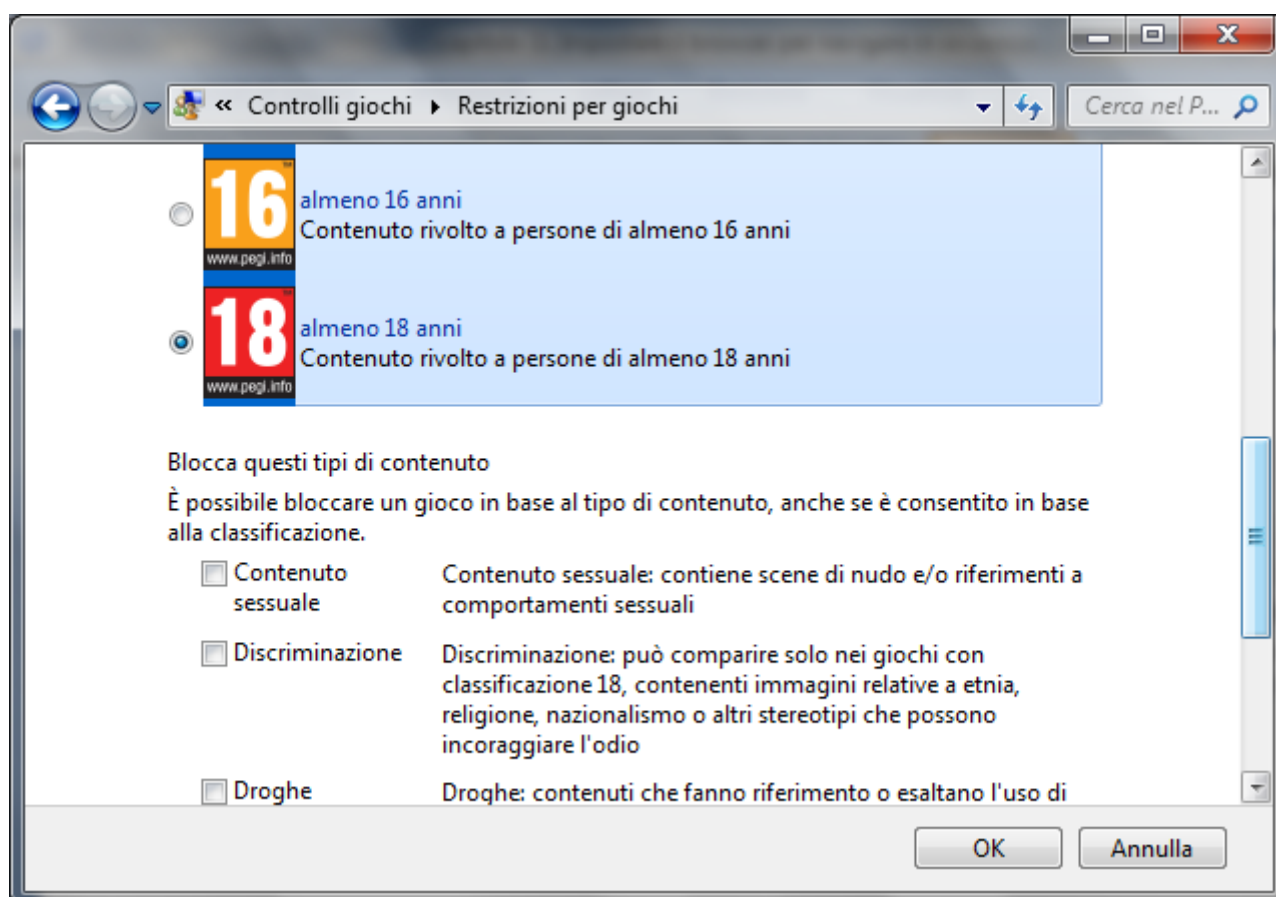 « Controlli giochi ▸ Restrizioni per giochi
Cerca nel P...
16
www.pegi.info
almeno 16 anni
Contenuto rivolto a persone di almeno 16 anni
18
www.pegi.info
almeno 18 anni
Contenuto rivolto a persone di almeno 18 anni
Blocca questi tipi di contenuto
È possibile bloccare un gioco in base al tipo di contenuto, anche se è consentito in base
alla classificazione.
Contenuto
sessuale
Contenuto sessuale: contiene scene di nudo e/o riferimenti a
comportamenti sessuali
Discriminazione
Discriminazione: può comparire solo nei giochi con
classificazione 18, contenenti immagini relative a etnia,
religione, nazionalismo o altri stereotipi che possono
incoraggiare l'odio
Droghe
Droghe: contenuti che fanno riferimento o esaltano l'uso di
OK
Annulla